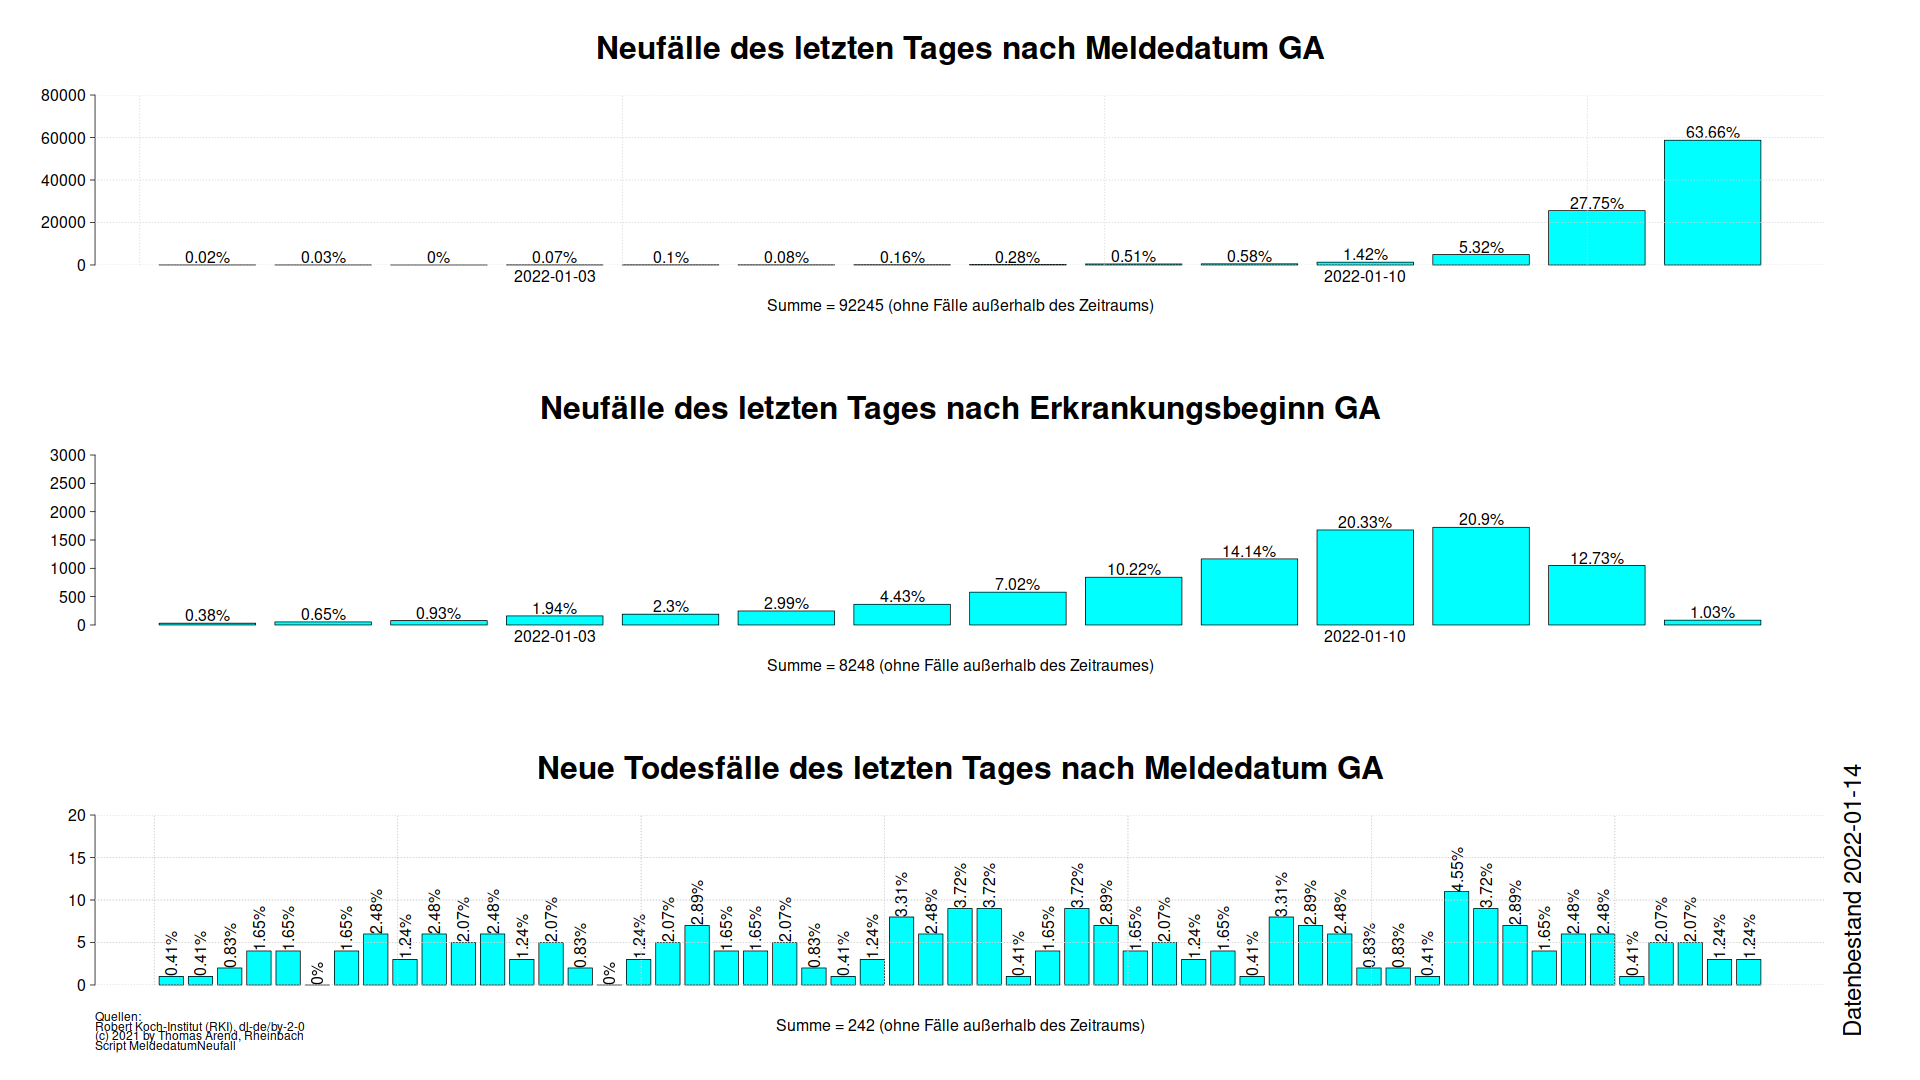 Neufälle des letzten Tages nach Meldedatum GA
80000
60000
40000
20000
0
0.02% 0.03% 0% 0.07% 0.1% 0.08% 0.16% 0.28% 0.51% 0.58% 1.42% 5.32% 27.75% 63.66%
2022-01-03 2022-01-10
Summe = 92245 (ohne Fälle außerhalb des Zeitraums)
Neufälle des letzten Tages nach Erkrankungsbeginn GA
3000
2500
2000
1500
1000
500
0
0.38% 0.65% 0.93% 1.94% 2.3% 2.99% 4.43% 7.02% 10.22% 14.14% 20.33% 20.9% 12.73% 1.03%
2022-01-03 2022-01-10
Summe = 8248 (ohne Fälle außerhalb des Zeitraumes)
Neue Todesfälle des letzten Tages nach Meldedatum GA
20
15
10
5
0
0.41% 0.41% 0.83% 1.65% 1.65% 0% 1.65% 2.48% 1.24% 2.48% 2.07% 2.48% 1.24% 2.07% 0.83% 0% 1.24% 2.07% 2.89% 1.65% 1.65% 2.07% 0.83% 0.41% 1.24% 3.31% 2.48% 3.72% 3.72% 0.41% 1.65% 3.72% 2.89% 1.65% 2.07% 1.24% 1.65% 0.41% 3.31% 2.89% 2.48% 0.83% 0.83% 0.41% 4.55% 3.72% 2.89% 1.65% 2.48% 2.48% 0.41% 2.07% 2.07% 1.24% 1.24%
Summe = 242 (ohne Fälle außerhalb des Zeitraums)
Quellen:
Robert Koch-Institut (RKI), dl-de/by-2-0
(c) 2021 by Thomas Arend, Rheinbach
Script MeldedatumNeufall
Datenbestand 2022-01-14